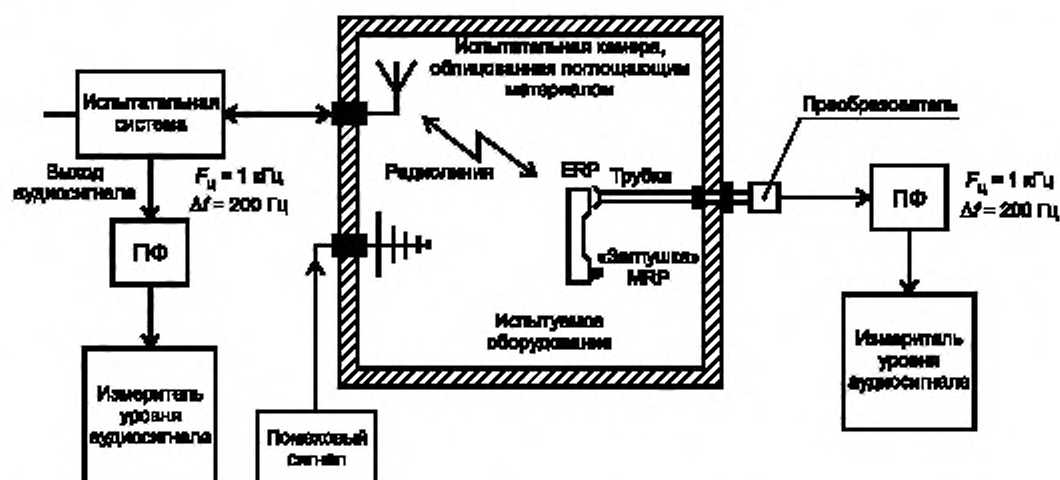 Испытательная камера,
облицованная поглощающим
материалом
Испытательная
система
Преобразователь
Выход
аудиосигнала
Fц = 1 кГц
Δf = 200 Гц
Радиолиния
ERP
Трубка
ПФ
Fц = 1 кГц
Δf = 200 Гц
ПФ
«Заглушка»
MRP
Испытуемое
оборудование
Измеритель
уровня
аудиосигнала
Измеритель
уровня
аудиосигнала
Помеховый
сигнал